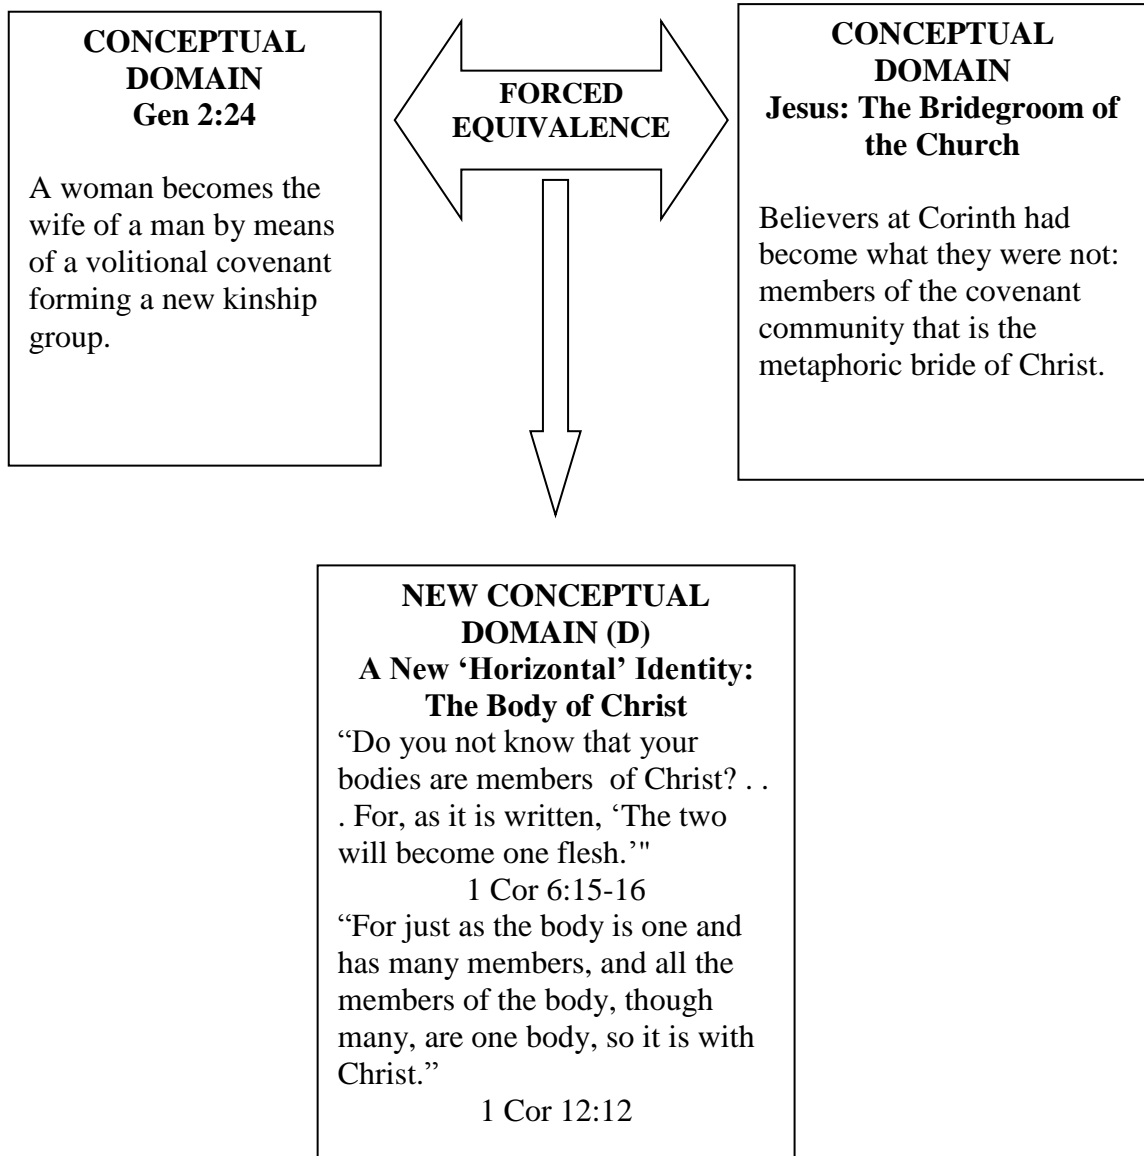 CONCEPTUAL
DOMAIN
Gen 2:24
A woman becomes the
wife of a man by means
of a volitional covenant
forming a new kinship
group.
FORCED
EQUIVALENCE
CONCEPTUAL
DOMAIN
Jesus: The Bridegroom of
the Church
Believers at Corinth had
become what they were not:
members of the covenant
community that is the
metaphoric bride of Christ.
NEW CONCEPTUAL
DOMAIN (D)
A New ‘Horizontal’ Identity:
The Body of Christ
“Do you not know that your
bodies are members  of Christ? . .
. For, as it is written, ‘The two
will become one flesh.’"
1 Cor 6:15-16
“For just as the body is one and
has many members, and all the
members of the body, though
many, are one body, so it is with
Christ.”
1 Cor 12:12